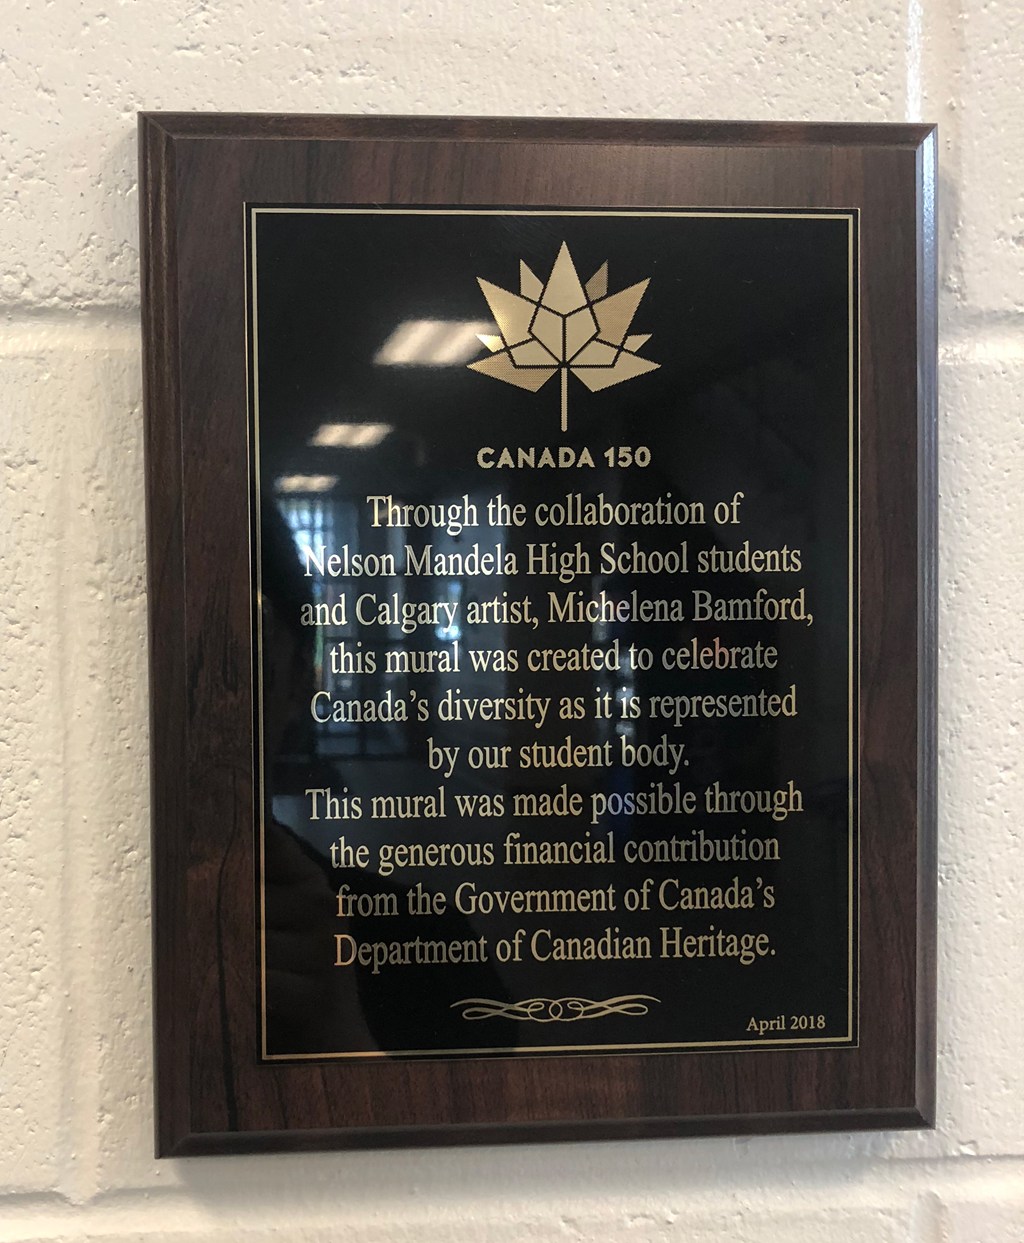 CANADA 150
Through the collaboration of
Nelson Mandela High School students
and Calgary artist, Michelena Bamford,
this mural was created to celebrate
Canada's diversity as it is represented
by our student body.
This mural was made possible through
the generous financial contribution
from the Government of Canada's
Department of Canadian Heritage.
April 2018